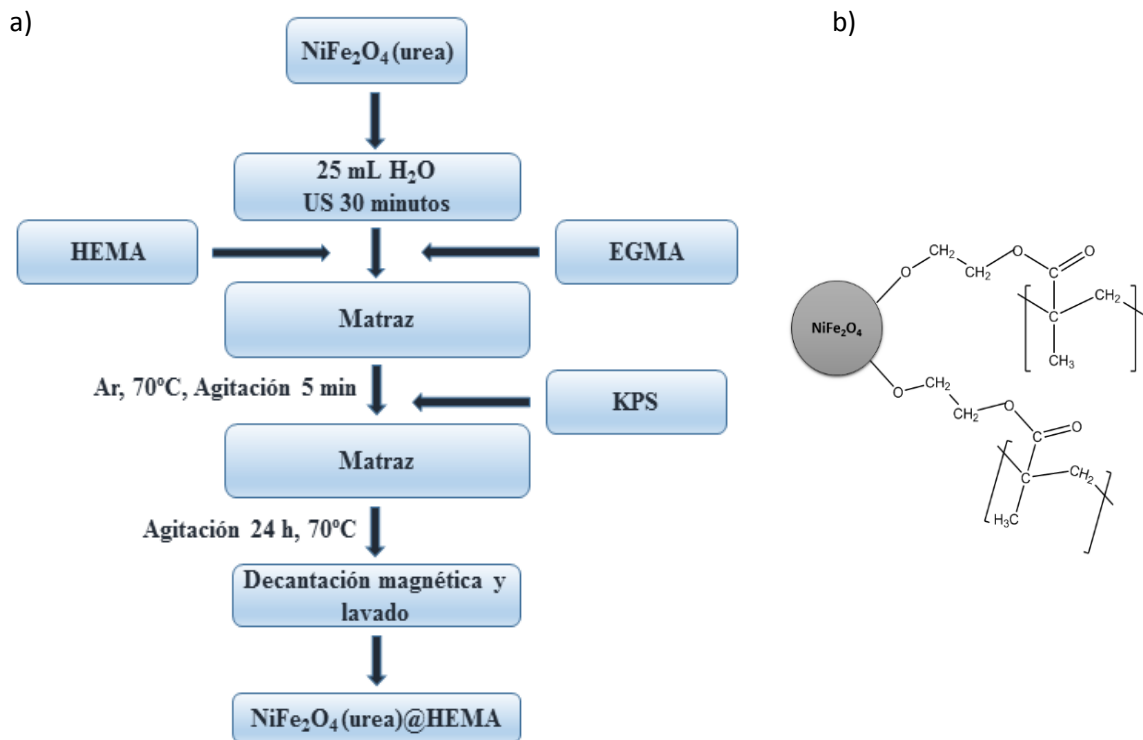 a)
NiFe₂O₄ (urea)
25 mL H₂O
US 30 minutos
HEMA
EGMA
Matraz
Ar, 70ºC, Agitación 5 min
KPS
Matraz
Agitación 24 h, 70ºC
Decantación magnética y
lavado
NiFe₂O₄ (urea)@HEMA
b)
CH₂
O
O
O
CH₂
C
CH₂
C
CH₃
NiFe₂O₄
O
CH₂
O
CH₂
C
O
C
CH₂
H₃C